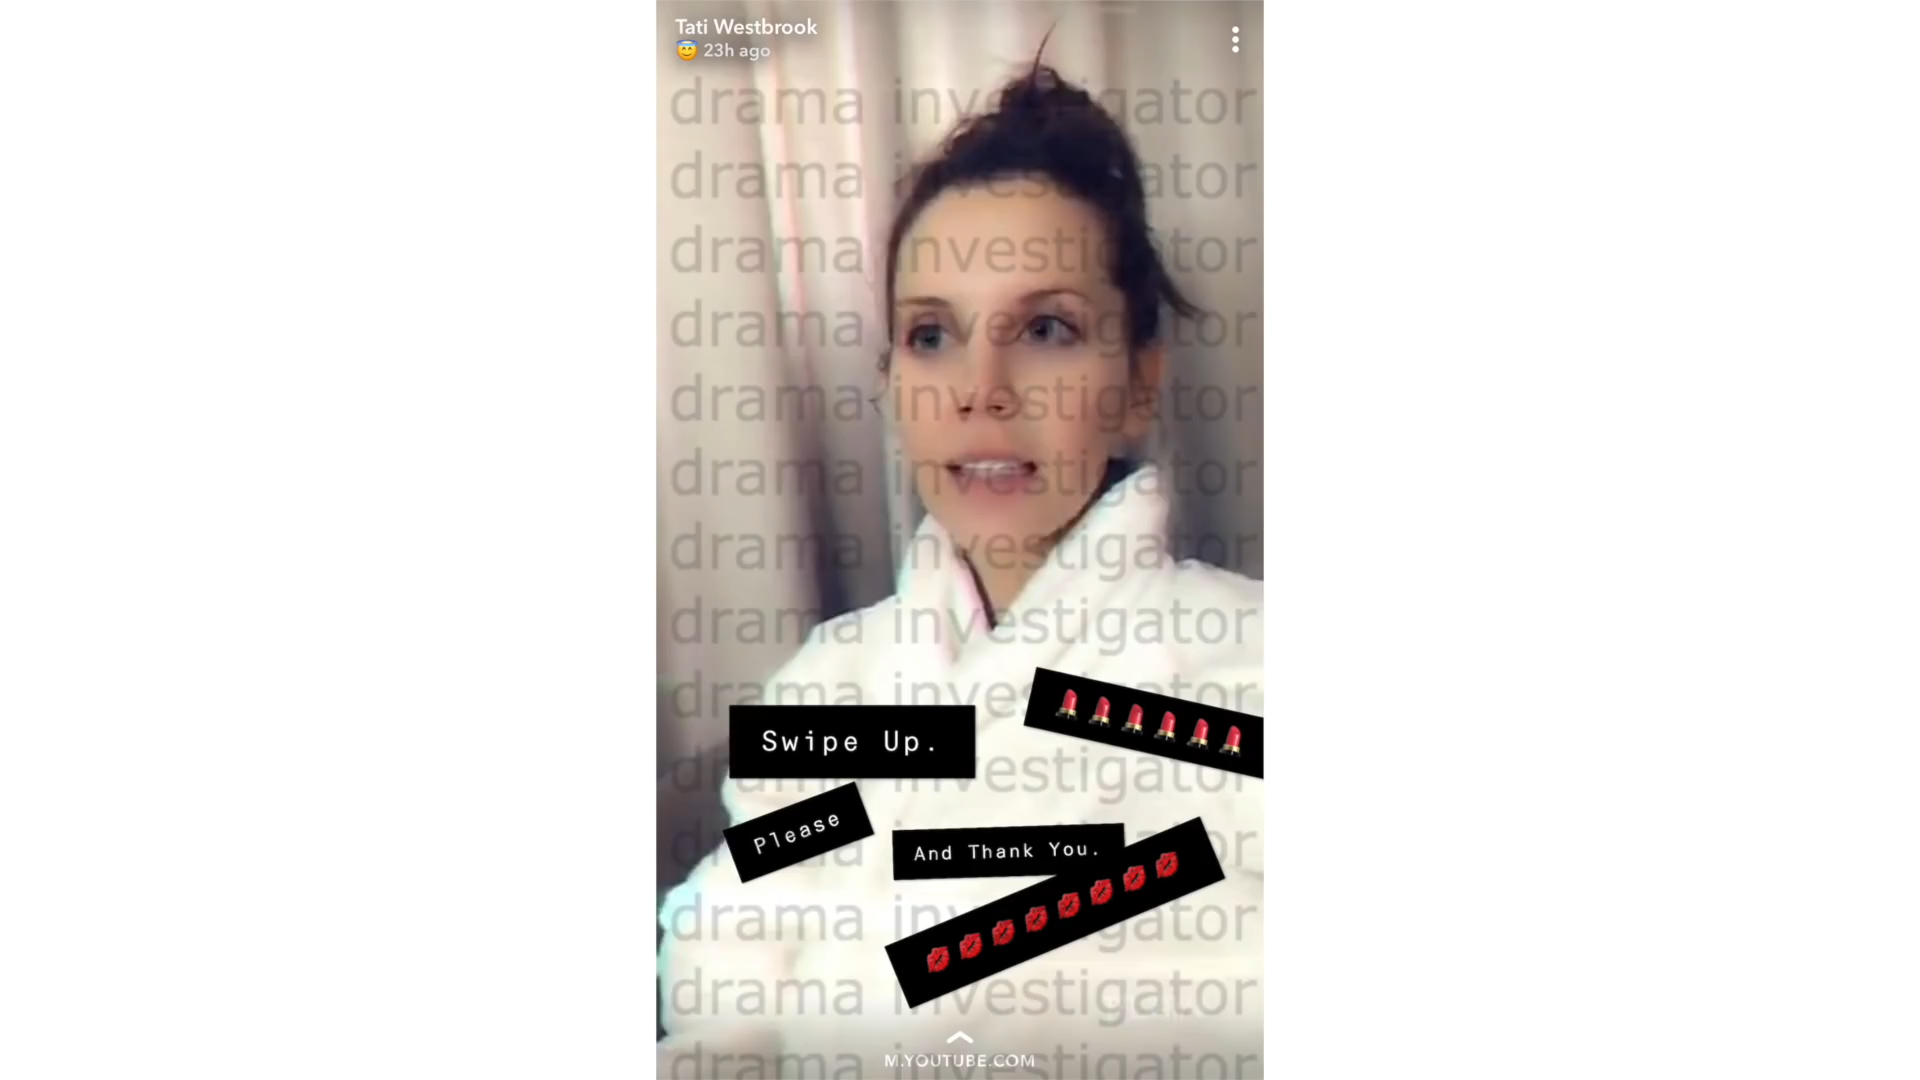 Tati Westbrook
23h ago
drama investigator
drama investigator
drama investigator
drama investigator
drama investigator
drama investigator
drama investigator
drama investigator
drama investigator
Swipe Up.
drama investigator
Please
And Thank You.
drama investigator
drama investigator
drama investigator
M.YOUTUBE.COM
drama investigator